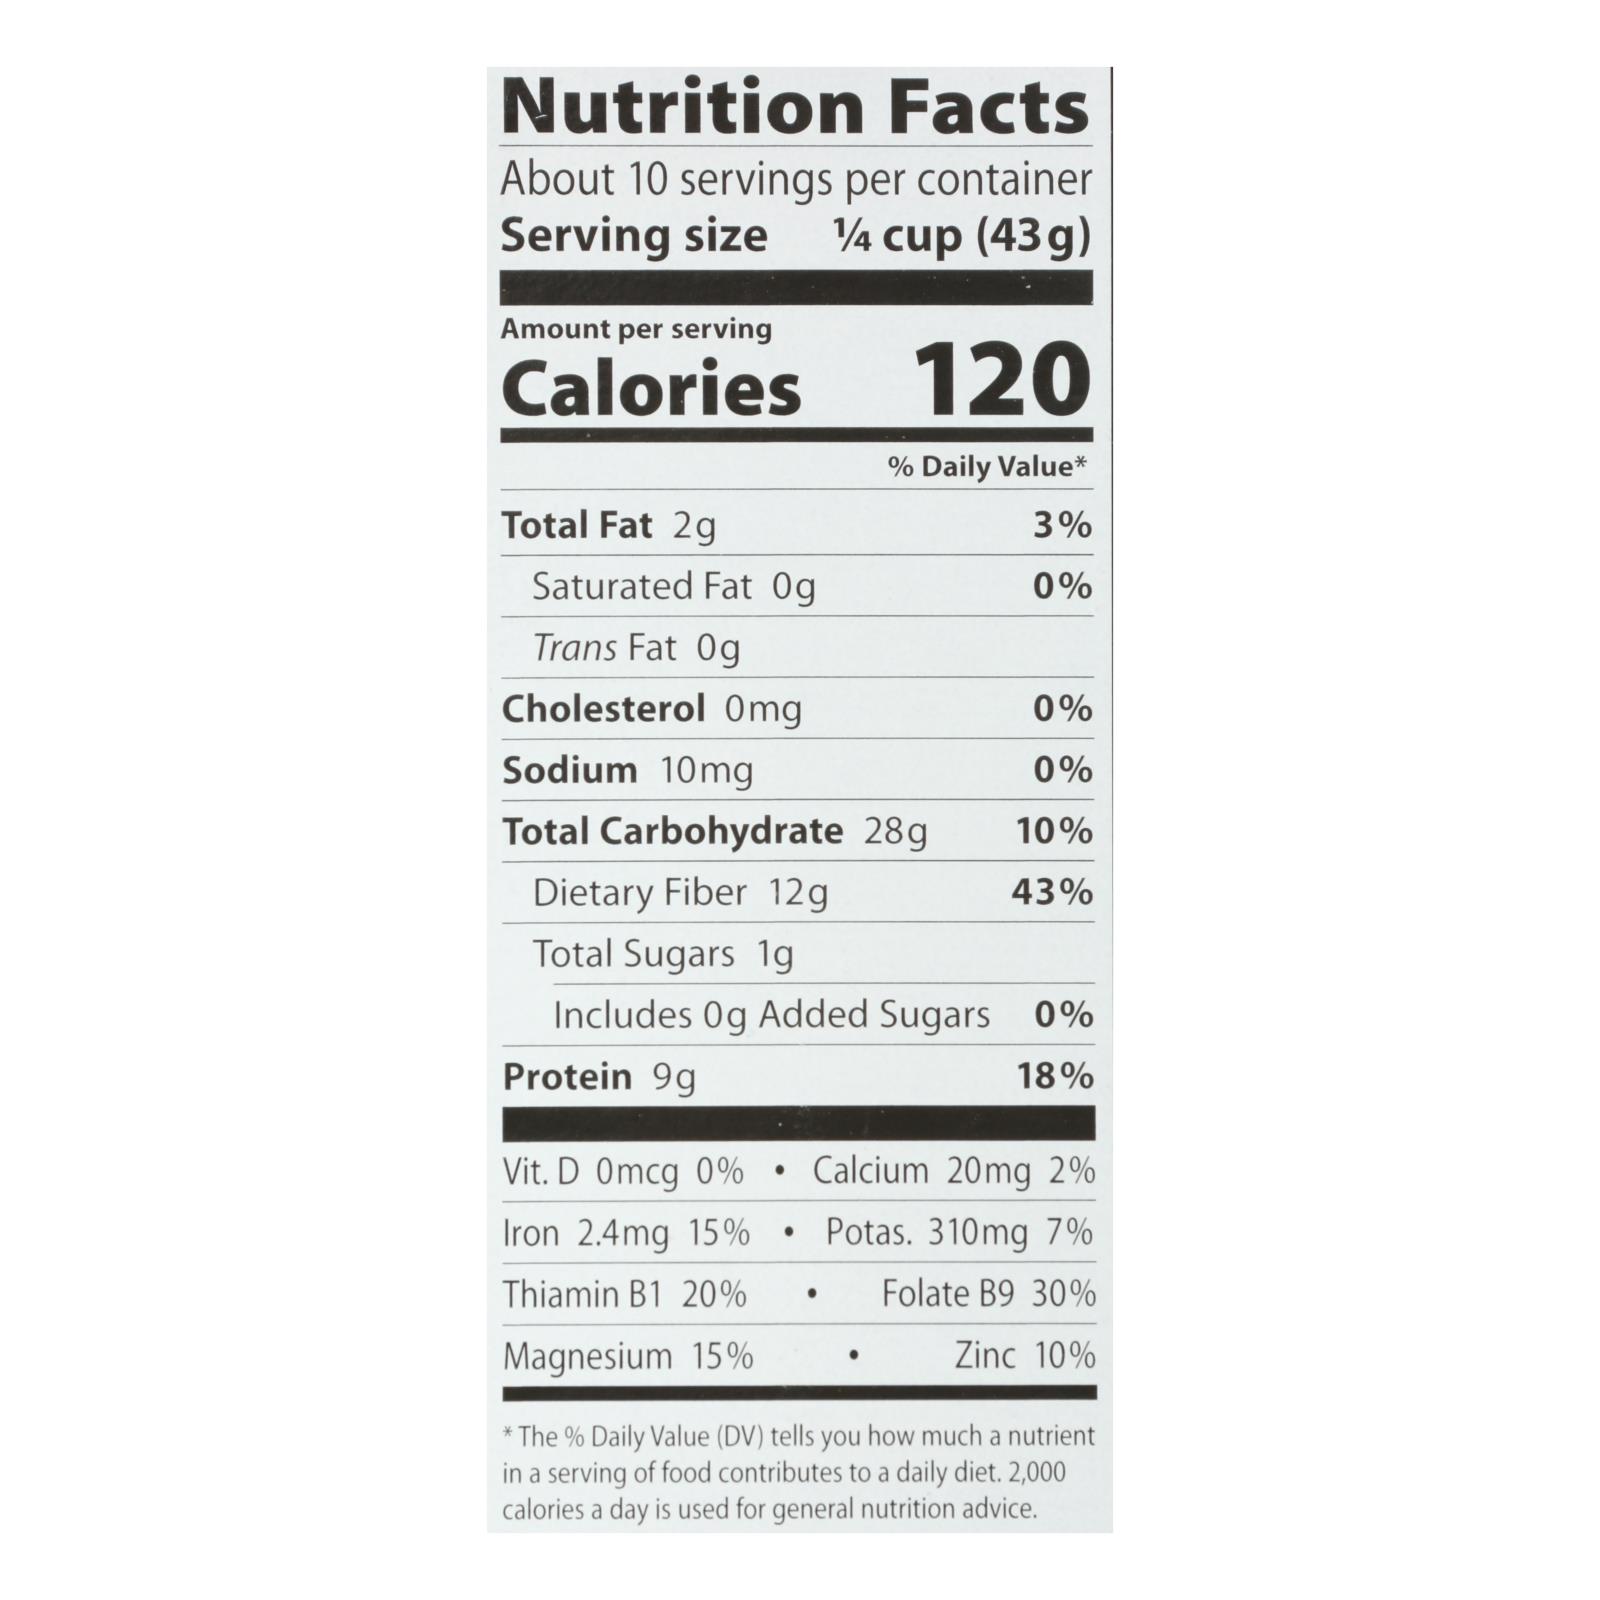 Nutrition Facts
About 10 servings per container
Serving size ¼ cup (43g)
Amount per serving
Calories 120
% Daily Value*
Total Fat 2g 3%
Saturated Fat 0g 0%
Trans Fat 0g
Cholesterol 0mg 0%
Sodium 10mg 0%
Total Carbohydrate 28g 10%
Dietary Fiber 12g 43%
Total Sugars 1g
Includes 0g Added Sugars 0%
Protein 9g 18%
Vit. D 0mcg 0% • Calcium 20mg 2%
Iron 2.4mg 15% • Potas. 310mg 7%
Thiamin B1 20% • Folate B9 30%
Magnesium 15% • Zinc 10%
* The % Daily Value (DV) tells you how much a nutrient
in a serving of food contributes to a daily diet. 2,000
calories a day is used for general nutrition advice.